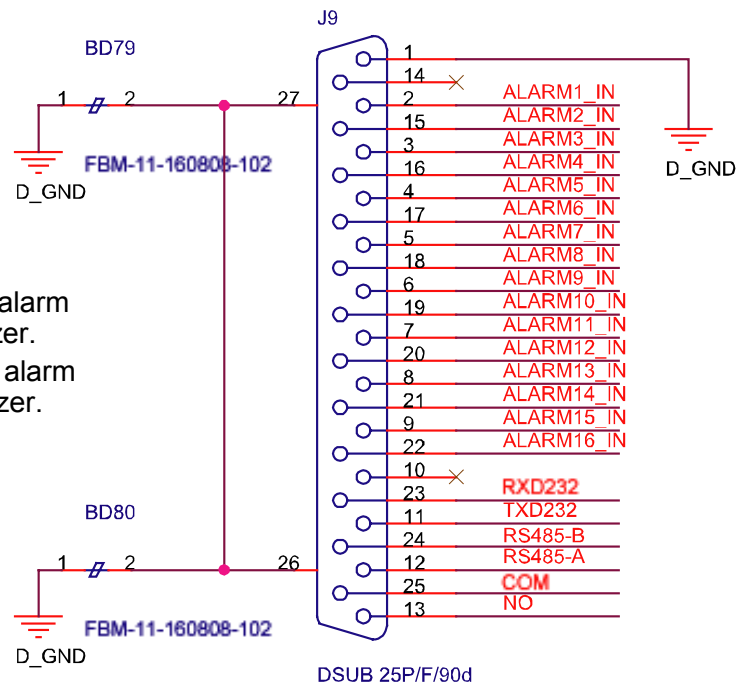 J9
BD79
1 2 27
FBM-11-160808-102
D_GND
alarm
zer.
alarm
zer.
BD80
1 2 26
FBM-11-160808-102
D_GND
1
14
2 ALARM1_IN
15 ALARM2_IN
3 ALARM3_IN
16 ALARM4_IN
4 ALARM5_IN
17 ALARM6_IN
5 ALARM7_IN
18 ALARM8_IN
6 ALARM9_IN
19 ALARM10_IN
7 ALARM11_IN
20 ALARM12_IN
8 ALARM13_IN
21 ALARM14_IN
9 ALARM15_IN
22 ALARM16_IN
10
23 RXD232
11 TXD232
24 RS485-B
12 RS485-A
25 COM
13 NO
D_GND
DSUB 25P/F/90d